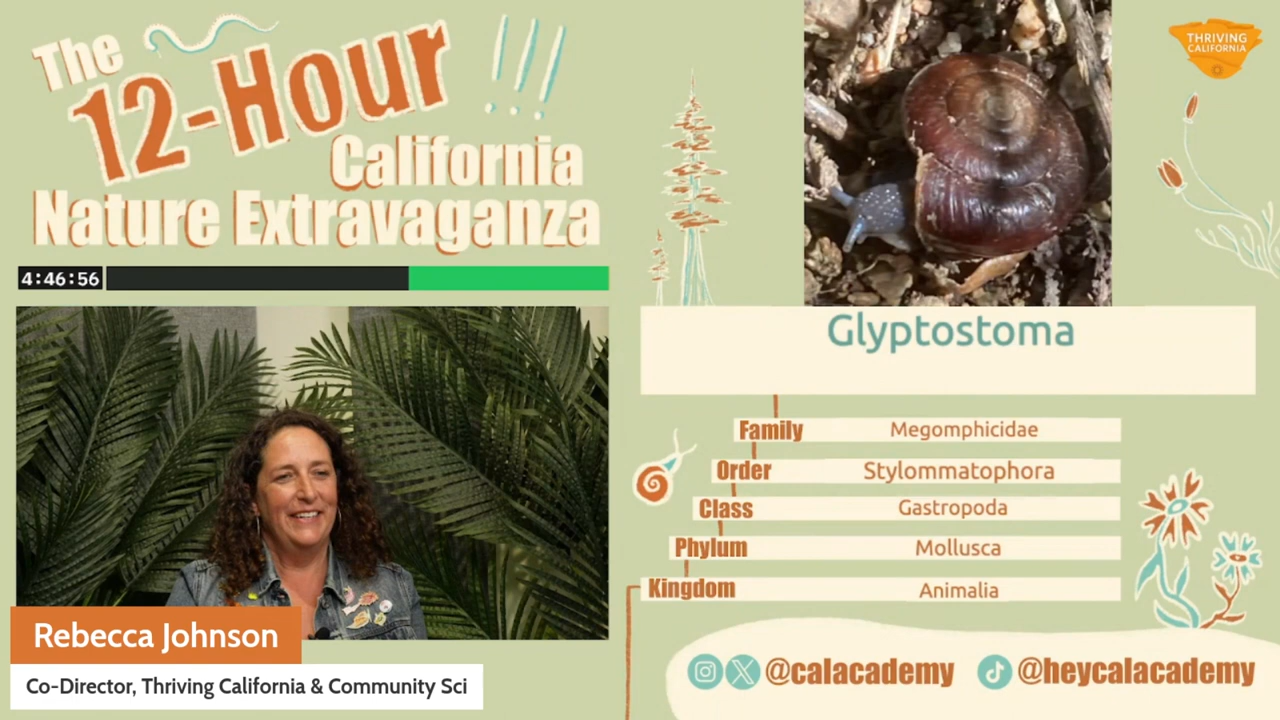 The
12-Hour
!!!
California
Nature Extravaganza
4:46:56
THRIVING
CALIFORNIA
Glyptostoma
Family Megomphicidae
Order Stylommatophora
Class Gastropoda
Phylum Mollusca
Kingdom Animalia
Rebecca Johnson
Co-Director, Thriving California & Community Sci
@calacademy @heycalacademy